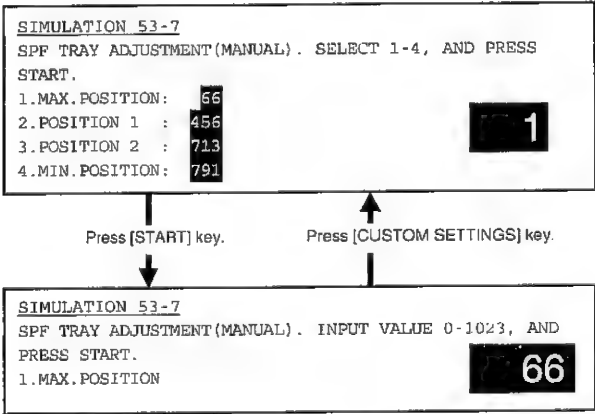 SIMULATION 53-7
SPF TRAY ADJUSTMENT(MANUAL). SELECT 1-4, AND PRESS
START.
1.MAX.POSITION: 66
2.POSITION 1 : 456
3.POSITION 2 : 713
4.MIN.POSITION: 791
1
Press [START] key.
Press [CUSTOM SETTINGS] key.
SIMULATION 53-7
SPF TRAY ADJUSTMENT(MANUAL). INPUT VALUE 0-1023, AND
PRESS START.
1.MAX.POSITION
66